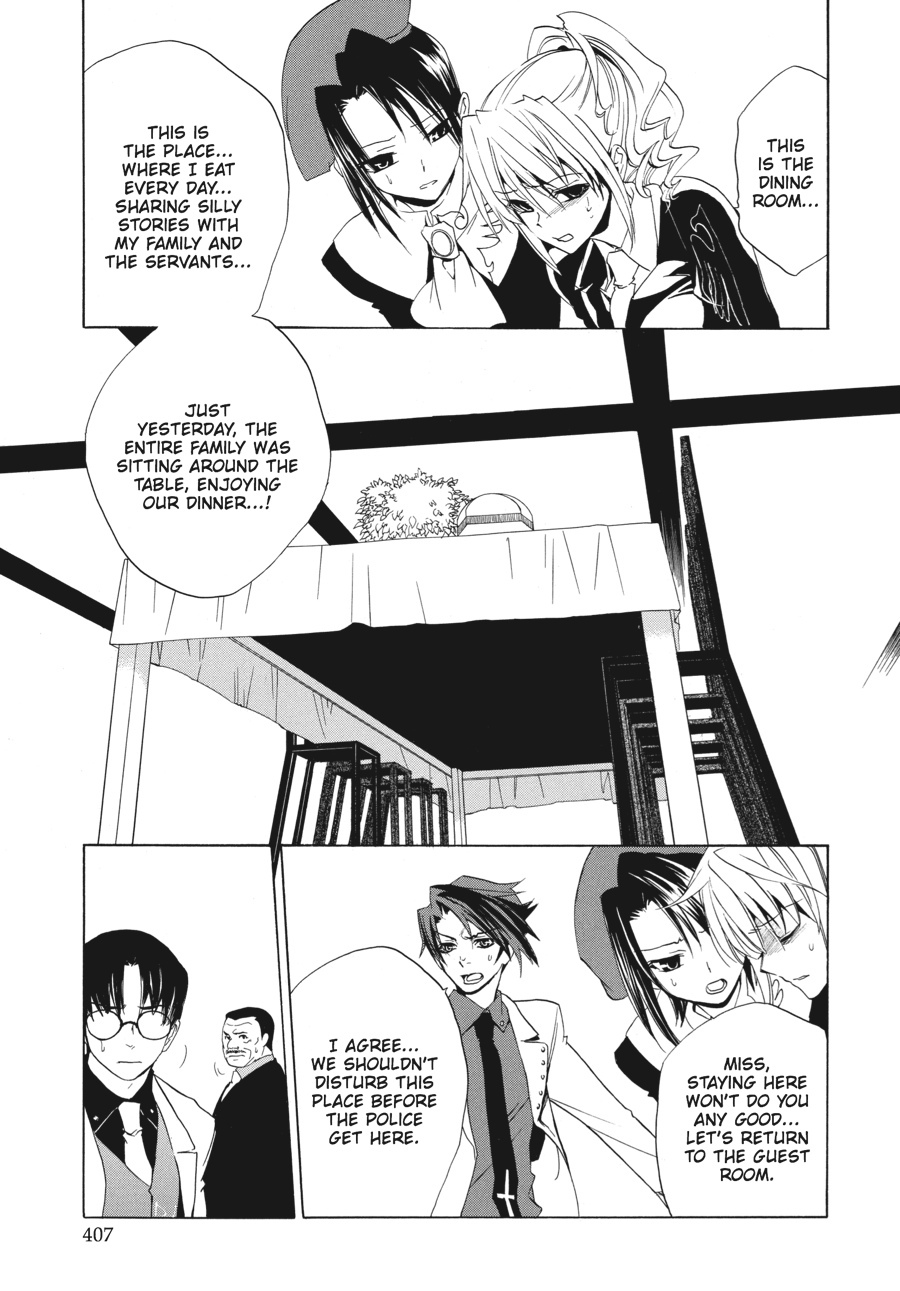 THIS
IS THE
DINING
ROOM...
THIS IS
THE PLACE...
WHERE I EAT
EVERY DAY...
SHARING SILLY
STORIES WITH
MY FAMILY AND
THE SERVANTS...
JUST
YESTERDAY, THE
ENTIRE FAMILY WAS
SITTING AROUND THE
TABLE, ENJOYING
OUR DINNER...!
MISS,
STAYING HERE
WON'T DO YOU
ANY GOOD...
LET'S RETURN
TO THE GUEST
ROOM.
I AGREE...
WE SHOULDN'T
DISTURB THIS
PLACE BEFORE
THE POLICE
GET HERE.
407